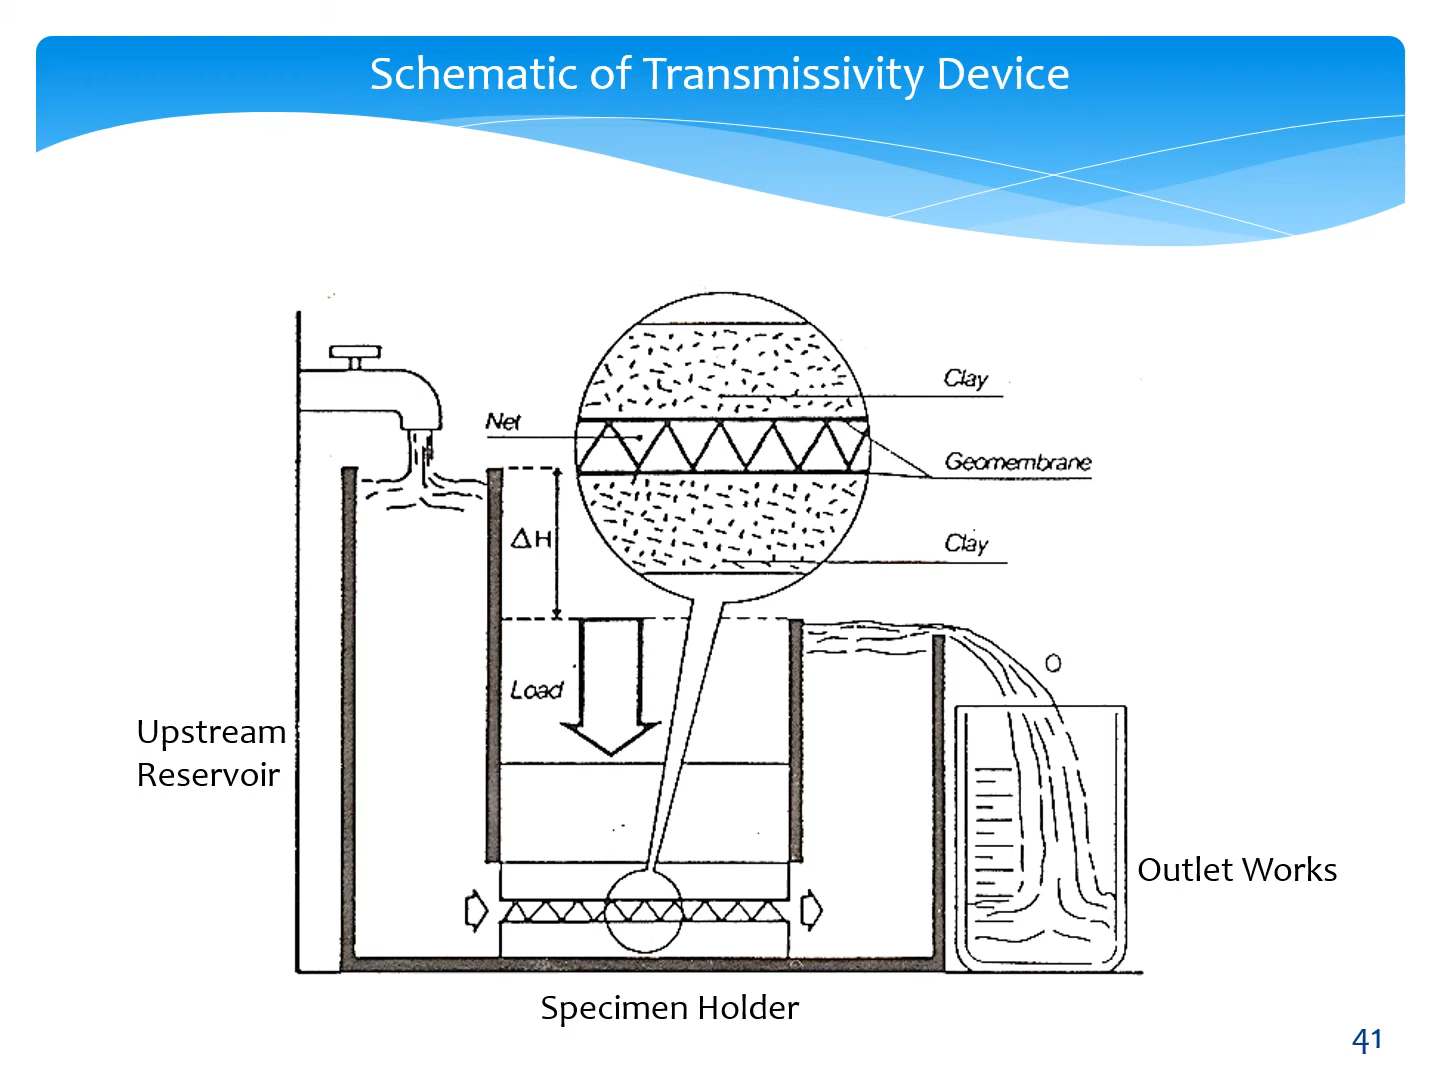 Schematic of Transmissivity Device
Clay
Net
Geomembrane
ΔH
Clay
O
Load
Upstream
Reservoir
Outlet Works
Specimen Holder
41